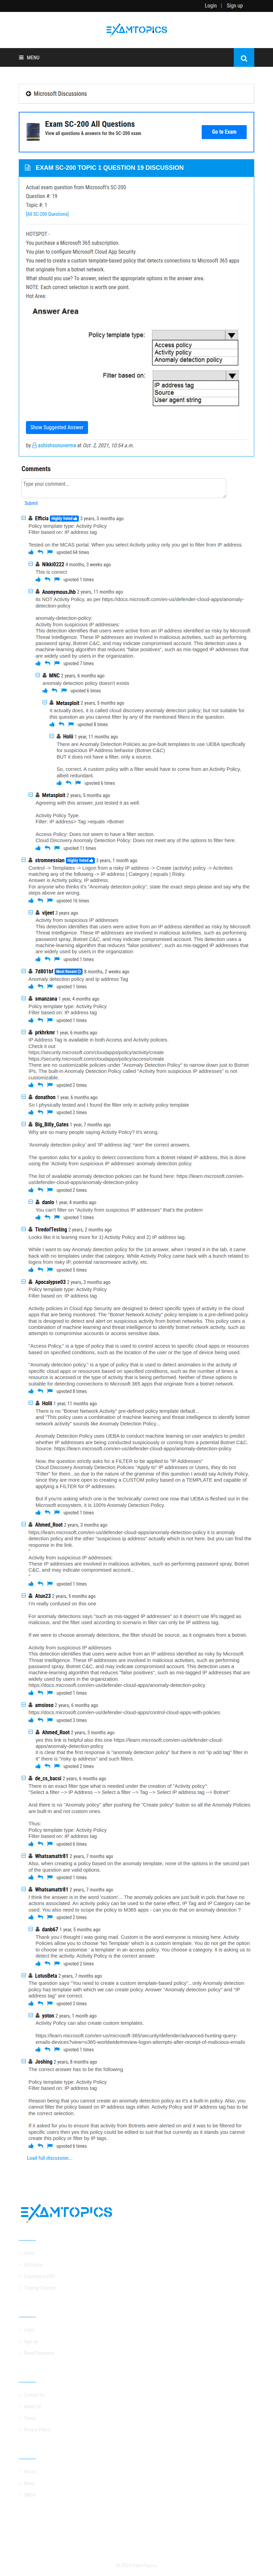 Login | Sign up
EXAMTOPICS
MENU
Microsoft Discussions
Exam SC-200 All Questions
View all questions & answers for the SC-200 exam
Go to Exam
EXAM SC-200 TOPIC 1 QUESTION 19 DISCUSSION
Actual exam question from Microsoft's SC-200
Question #: 19
Topic #: 1
[All SC-200 Questions]
HOTSPOT -
You purchase a Microsoft 365 subscription.
You plan to configure Microsoft Cloud App Security.
You need to create a custom template-based policy that detects connections to Microsoft 365 apps
that originate from a botnet network.
What should you use? To answer, select the appropriate options in the answer area.
NOTE: Each correct selection is worth one point.
Hot Area:
Answer Area
Policy template type:
Access policy
Activity policy
Anomaly detection policy
Filter based on:
IP address tag
Source
User agent string
Show Suggested Answer
by ashishsonuverma at Oct. 2, 2021, 10:54 a.m.
Comments
Type your comment...
Submit
Elficia Highly Voted 3 years, 3 months ago
Policy template type: Activity Policy
Filter based on: IP address tag
Tested on the MCAS portal. When you select Activity policy only you get to filter from IP address.
upvoted 64 times
Nikki0222 4 months, 3 weeks ago
This is correct
upvoted 1 times
AnonymousJhb 2 years, 11 months ago
its NOT Activity Policy, as per https://docs.microsoft.com/en-us/defender-cloud-apps/anomaly-
detection-policy
anomaly-detection-policy:
Activity from suspicious IP addresses:
This detection identifies that users were active from an IP address identified as risky by Microsoft
Threat Intelligence. These IP addresses are involved in malicious activities, such as performing
password spray, Botnet C&C, and may indicate compromised account. This detection uses a
machine learning algorithm that reduces "false positives", such as mis-tagged IP addresses that
are widely used by users in the organization.
upvoted 7 times
MNC 2 years, 6 months ago
anomaly detection policy doesn't exists
upvoted 6 times
Metasploit 2 years, 5 months ago
It actually does, it is called cloud discovery anomaly detection policy; but not suitable for
this question as you cannot filter by any of the answered filters in the question.
upvoted 8 times
Holii 1 year, 11 months ago
There are Anomaly Detection Policies as pre-built templates to use UEBA specifically
for suspicious IP Address behavior (Botnet C&C)
BUT it does not have a filter, only a result.
So, correct. A custom policy with a filter would have to come from an Activity Policy,
albeit redundant.
upvoted 6 times
Metasploit 2 years, 5 months ago
Agreeing with this answer, just tested it as well.
Activity Policy Type.
Filter: IP address> Tag >equals >Botnet
Access Policy: Does not seem to have a filter section.
Cloud Discovery Anomaly Detection Policy: Does not meet any of the options to filter here.
upvoted 11 times
stromnessian Highly Voted 3 years, 1 month ago
Control -> Templates -> Logon from a risky IP address -> Create (activity) policy -> Activities
matching all of the following -> IP address | Category | equals | Risky.
Answer is Activity policy, IP address.
For anyone who thinks it's "Anomaly detection policy", state the exact steps please and say why
the steps above are wrong.
upvoted 16 times
vijeet 3 years ago
Activity from suspicious IP addresses
This detection identifies that users were active from an IP address identified as risky by Microsoft
Threat Intelligence. These IP addresses are involved in malicious activities, such as performing
password spray, Botnet C&C, and may indicate compromised account. This detection uses a
machine learning algorithm that reduces "false positives", such as mis-tagged IP addresses that
are widely used by users in the organization.
upvoted 1 times
7d801bf Most Recent 8 months, 2 weeks ago
Anomaly detection policy and Ip address Tag
upvoted 1 times
smanzana 1 year, 4 months ago
Policy template type: Activity Policy
Filter based on: IP address tag
upvoted 1 times
prkhrkmr 1 year, 6 months ago
IP Address Tag is available in both Access and Activity policies.
Check it out
https://security.microsoft.com/cloudapps/policy/activity/create
https://security.microsoft.com/cloudapps/policy/access/create
There are no customizable policies under "Anomaly Detection Policy" to narrow down just to Botnet
IPs, The built-in Anomaly Detection Policy called "Activity from suspicious IP addresses" is not
customizable.
upvoted 2 times
donathon 1 year, 6 months ago
So I physically tested and I found the filter only in activity policy template
upvoted 2 times
Big_Billy_Gates 1 year, 7 months ago
Why are so many people saying Activity Policy? It's wrong.
'Anomaly detection policy' and 'IP address tag' *are* the correct answers.
The question asks for a policy to detect connections from a Botnet related IP address, this is done
using the 'Activity from suspicious IP addresses' anomaly detection policy.
The list of available anomaly detection policies can be found here: https://learn.microsoft.com/en-
us/defender-cloud-apps/anomaly-detection-policy
upvoted 2 times
danlo 1 year, 4 months ago
You can't filter on "Activity from suspicious IP addresses" that's the problem
upvoted 1 times
TiredofTesting 2 years, 2 months ago
Looks like it is leaning more for 1) Activity Policy and 2) IP address tag.
While I want to say Anomaly detection policy for the 1st answer, when I tested it in the lab, it came
back with no templates under that category. While Activity Policy came back with a bunch towards
log in from risky IP, potential ransomware activity, etc.
upvoted 5 times
Apocalypse03 2 years, 3 months ago
Policy template type: Activity Policy
Filter based on: IP address tag
Activity policies in Cloud App Security are designed to detect specific types of activity in the cloud
apps that are being monitored. The "Botnet Network Activity" policy template is a pre-built policy that
is designed to detect and alert on suspicious activity from known botnet networks. This policy uses a
combination of machine learning and threat intelligence to identify botnet network activity, such as
attempts to compromise accounts or access sensitive data.
"Access Policy," is a type of policy that is used to control access to specific cloud apps or resources
based on specified conditions, such as the location of the user or the type of device being used.
"Anomaly detection policy," is a type of policy that is used to detect anomalies in the activity of
specific cloud apps, such as unusual patterns of usage or deviations from normal behavior. Neither
of these options is suitable for detecting connections to Microsoft 365 apps that originate from a botnet network.
upvoted 8 times
Holii 1 year, 11 months ago
There is no "Botnet Network Activity" pre-defined policy template default...
and "This policy uses a combination of machine learning and threat intelligence to identify botnet
network activity" sounds like Anomaly Detection Policy...
Anomaly Detection Policy uses UEBA to conduct machine learning on user identity and prompt
on whether an IP addresses can be behaviorally conducting or coming from a potential Botnet C&C.
Source: https://learn.microsoft.com/en-us/defender-cloud-apps/anomaly-detection-policy
Now, the question strictly asks for a FILTER to be applied to "IP Addresses"
Cloud Discovery Anomaly Detection Policies *Apply to* IP addresses or Users, they do not
"Filter" for them...so due to the nature of the grammar of this question I would say Activity Policy,
since it sounds as if they are creating a CUSTOM policy based on a TEMPLATE and capable of
applying a FILTER for IP addresses.
But if you're asking which one is the 'technically' correct one now that UEBA is fleshed out in the
Microsoft ecosystem, it is 100% Anomaly Detection Policy.
upvoted 1 times
Ahmed_Root 2 years, 3 months ago
https://learn.microsoft.com/en-us/defender-cloud-apps/anomaly-detection-policy it is anomaly
detection policy and the other "suspicious ip address" actually which is not here. but you can find the
response in the link.
"
Activity from suspicious IP addresses:
These IP addresses are involved in malicious activities, such as performing password spray, Botnet
C&C, and may indicate compromised account...
"
upvoted 1 times
Atun23 2 years, 5 months ago
I'm really confused on this one
For anomaly detections says "such as mis-tagged IP addresses" so it doesn't use IPs tagged as
malicious, and the filter used acording to a new scenario can only be IP address tag from suboptimal
If we were to choose anomaly detections, the filter should be source, as it originates from a botnet.
Activity from suspicious IP addresses
This detection identifies that users were active from an IP address identified as risky by Microsoft
Threat Intelligence. These IP addresses are involved in malicious activities, such as performing
password spray, Botnet C&C, and may indicate compromised account. This detection uses a
machine learning algorithm that reduces "false positives", such as mis-tagged IP addresses that are
widely used by users in the organization.
https://docs.microsoft.com/en-us/defender-cloud-apps/anomaly-detection-policy
upvoted 1 times
amsioso 2 years, 6 months ago
https://docs.microsoft.com/en-us/defender-cloud-apps/control-cloud-apps-with-policies
upvoted 3 times
Ahmed_Root 2 years, 3 months ago
yes this link is helpful also this one https://learn.microsoft.com/en-us/defender-cloud-
apps/anomaly-detection-policy
it is clear that the first response is "anomaly detection policy" but there is not "ip add tag" filter in
it" there is "risky ip address" and such filters.
upvoted 2 times
de_cs_bacsi 2 years, 6 months ago
There is an exact filter type what is needed under the creation of "Activity policy":
"Select a filter --> IP address --> Select a filter --> Tag --> Select IP address tag --> Botnet"
And there is no "Anomaly policy" after pushing the "Create policy" button so all the Anomaly Policies
are built-in and not custom ones.
Thus:
Policy template type: Activity Policy
Filter based on: IP address tag
upvoted 6 times
Whatsamattr81 2 years, 7 months ago
Also, when creating a policy based on the anomaly template, none of the options in the second part
of the question are valid options.
upvoted 1 times
Whatsamattr81 2 years, 7 months ago
I think the answer is in the word 'custom'... The anomaly policies are just built in and have not actions
actions associated. An activity policy can be used to the same effect, IP Tag and IP Category can be
used. You would also need the scope the policy to M365 apps - can you do that in an anomaly
upvoted 2 times
danb67 1 year, 5 months ago
Thank you I thought I was going mad. Custom is the word everyone is missing here. Activity
Policies allow you to choose 'No Template' which is a custom template. You do not get the option
to choose or customise ' a template' in an access policy. You choose a category. It is asking us to
detect the activity. Activity Policy is the correct answer.
upvoted 2 times
LotusBeta 2 years, 7 months ago
The question says "You need to create a custom template-based policy"...only Anomaly detection
policy has template with which we can create policy. Answer "Anomaly detection policy" and "IP
address tag" are correct.
upvoted 3 times
yoton 2 years, 1 month ago
Activity Policy can also create custom templates.
https://learn.microsoft.com/en-us/microsoft-365/security/defender/advanced-hunting-query-
emails-devices?view=o365-worldwide#review-logon-attempts-after-receipt-of-malicious-emails
upvoted 1 times
Joshing 2 years, 8 months ago
The correct answer has to be the following
Policy template type: Activity Policy
Filter based on: IP address tag
Reason being that you cannot create an anomaly detection policy as it's a built-in policy. Also, you
cannot filter the policy based on IP addresses tags either. Activity Policy and IP address tag has to be
the correct selection.
If it asked for you to ensure that activity from Botnets were alerted on and that it was to be filtered for
specific users then yes this policy could be edited to suit that but you certainly could not create
this policy or filter by IP tags.
upvoted 6 times
Load full discussion...
EXAMTOPICS